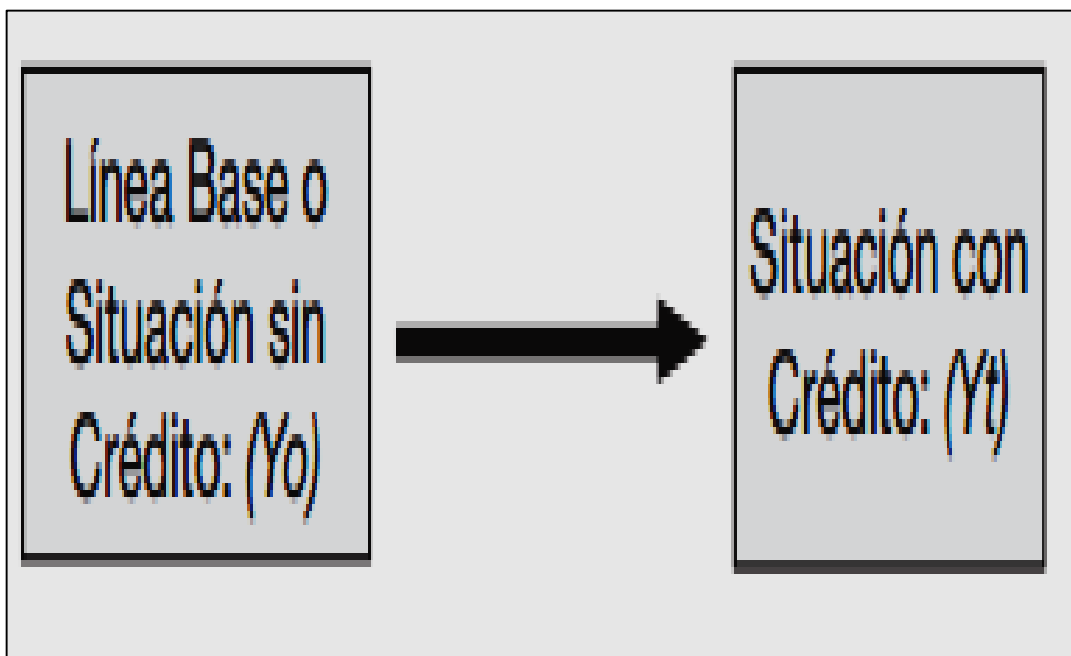 Línea Base o
Situación sin
Crédito: (Yo)
Situación con
Crédito: (Yt)